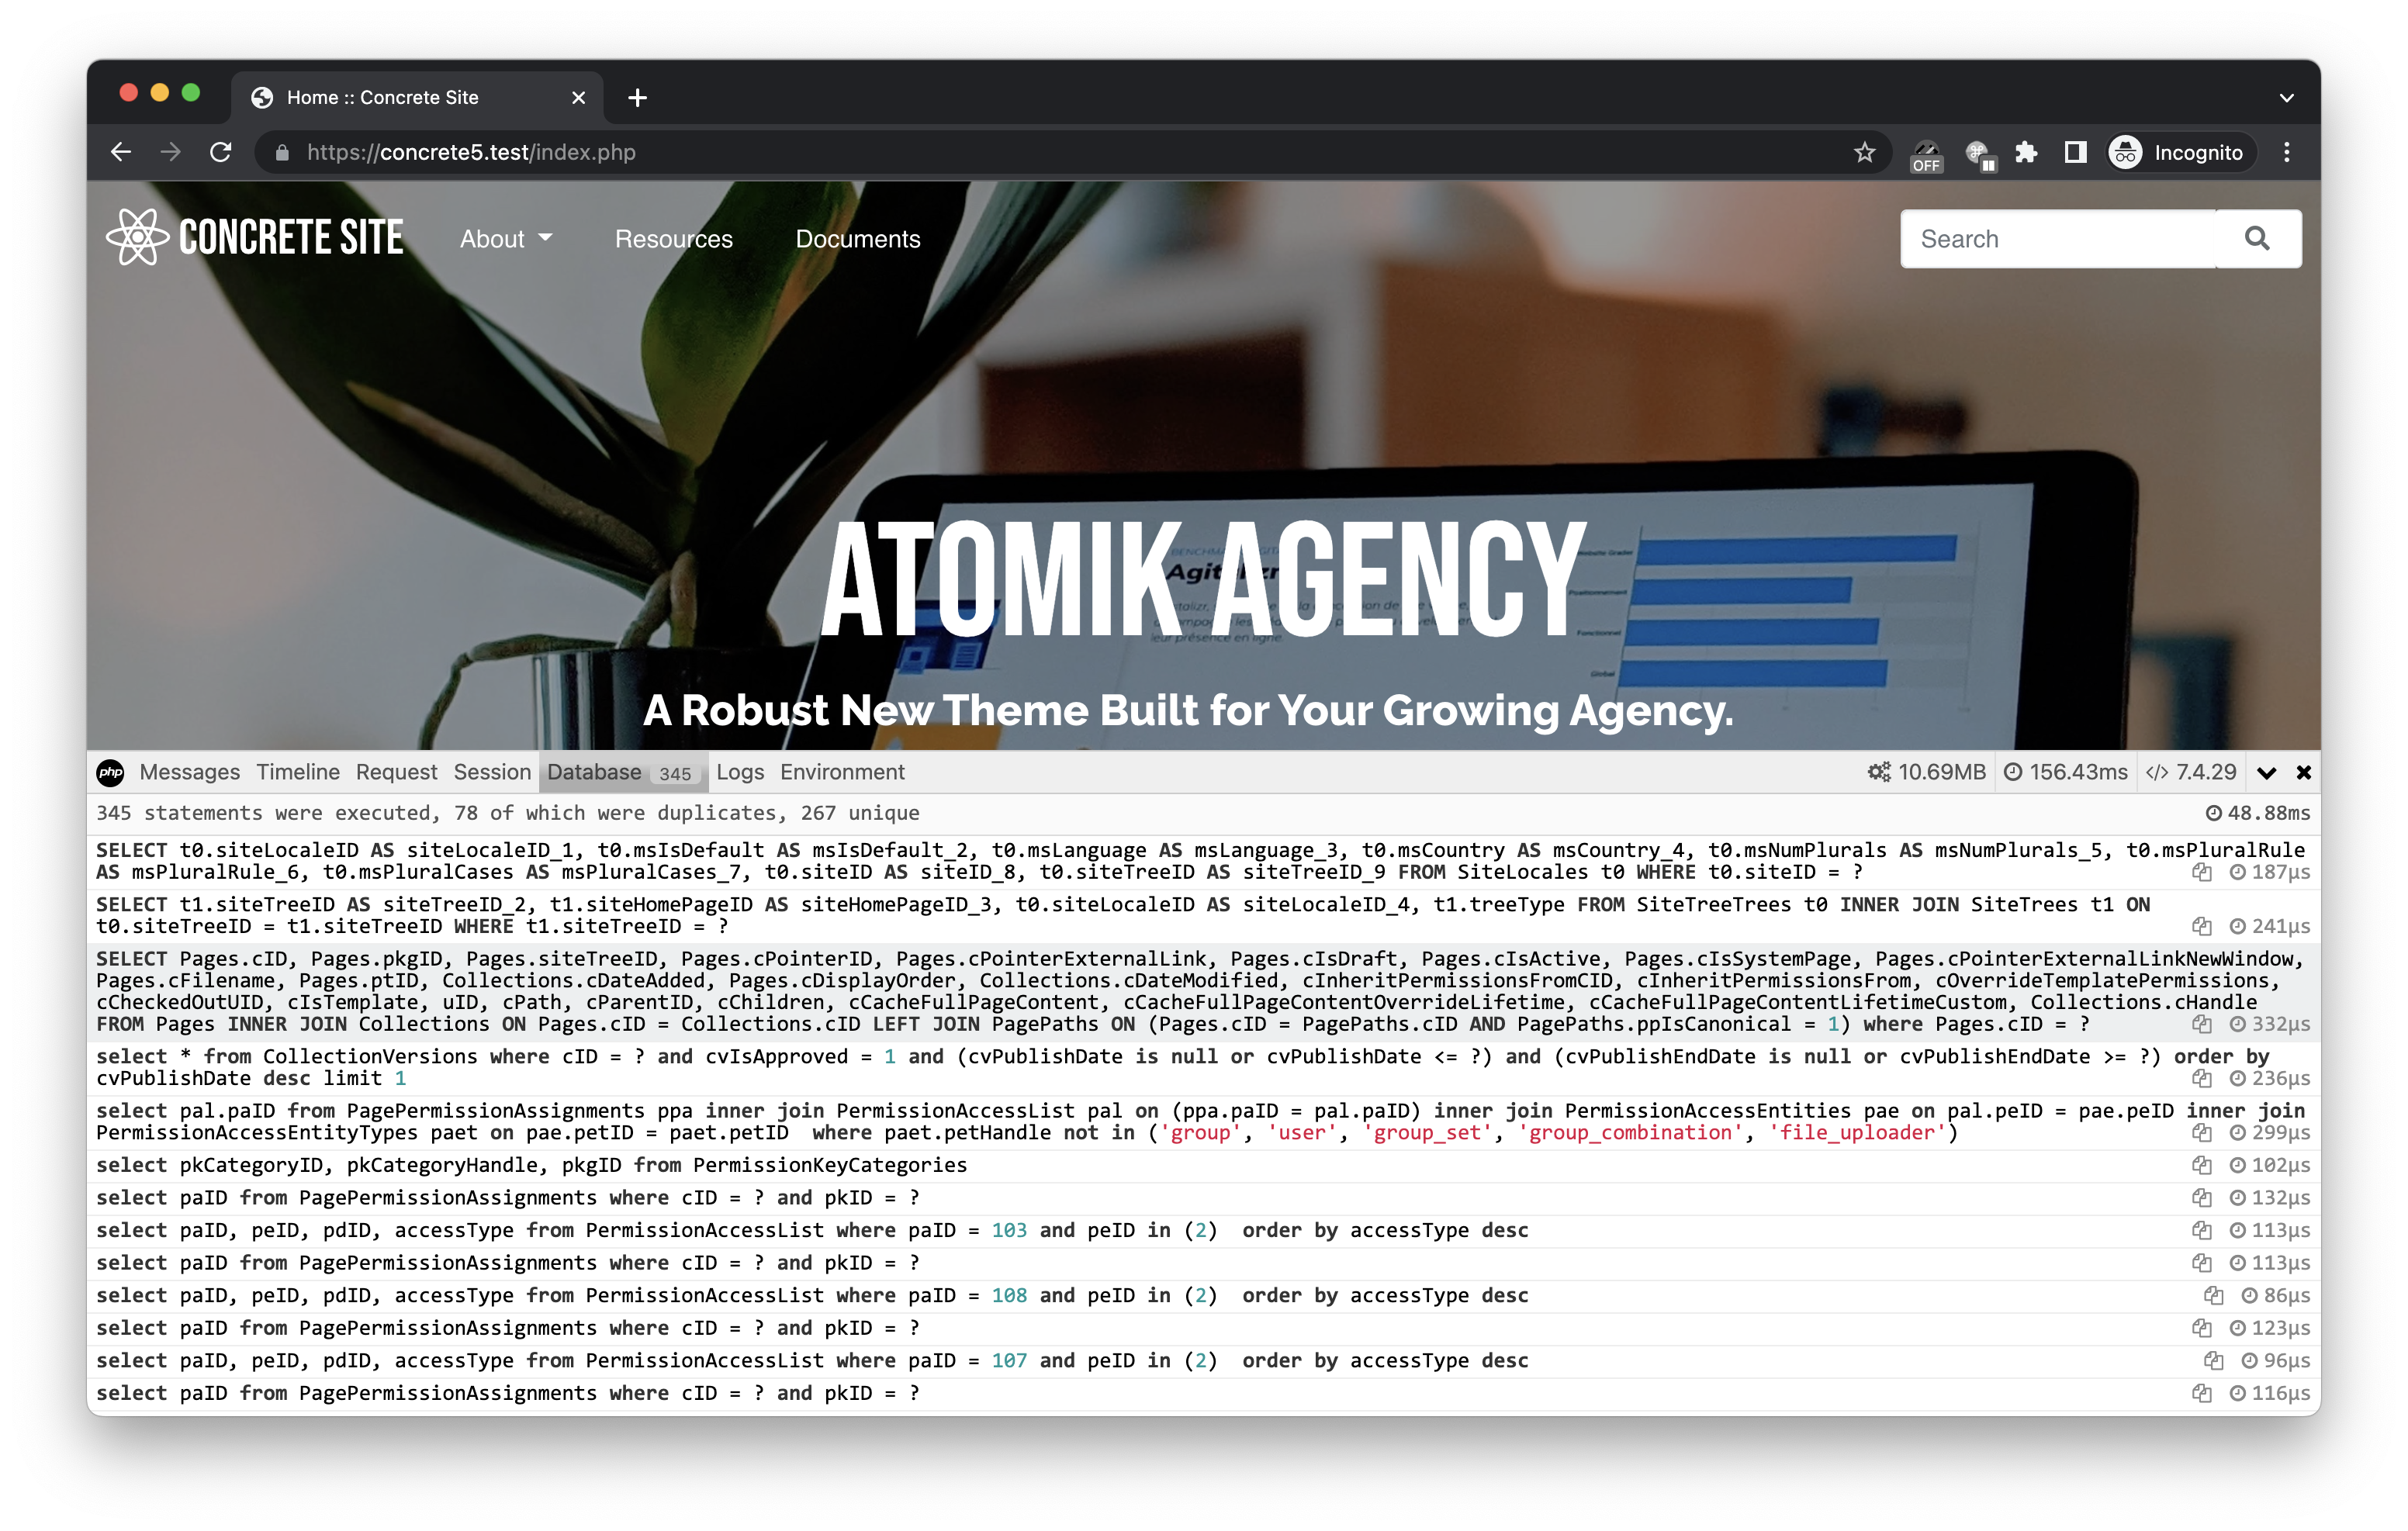 Home :: Concrete Site
https://concrete5.test/index.php
OFF
Incognito
CONCRETE SITE
About
Resources
Documents
Search
ATOMIK AGENCY
Website Grader
Positionnement
Fonctionnel
Global
leur présence en ligne.
A Robust New Theme Built for Your Growing Agency.
php Messages Timeline Request Session Database 345 Logs Environment 10.69MB 156.43ms </> 7.4.29
345 statements were executed, 78 of which were duplicates, 267 unique 48.88ms
SELECT t0.siteLocaleID AS siteLocaleID_1, t0.msIsDefault AS msIsDefault_2, t0.msLanguage AS msLanguage_3, t0.msCountry AS msCountry_4, t0.msNumPlurals AS msNumPlurals_5, t0.msPluralRule
AS msPluralRule_6, t0.msPluralCases AS msPluralCases_7, t0.siteID AS siteID_8, t0.siteTreeID AS siteTreeID_9 FROM SiteLocales t0 WHERE t0.siteID = ? 187μs
SELECT t1.siteTreeID AS siteTreeID_2, t1.siteHomePageID AS siteHomePageID_3, t0.siteLocaleID AS siteLocaleID_4, t1.treeType FROM SiteTreeTrees t0 INNER JOIN SiteTrees t1 ON
t0.siteTreeID = t1.siteTreeID WHERE t1.siteTreeID = ? 241μs
SELECT Pages.cID, Pages.pkgID, Pages.siteTreeID, Pages.cPointerID, Pages.cPointerExternalLink, Pages.cIsDraft, Pages.cIsActive, Pages.cIsSystemPage, Pages.cPointerExternalLinkNewWindow,
Pages.cFilename, Pages.ptID, Collections.cDateAdded, Pages.cDisplayOrder, Collections.cDateModified, cInheritPermissionsFromCID, cInheritPermissionsFrom, cOverrideTemplatePermissions,
cCheckedOutUID, cIsTemplate, uID, cPath, cParentID, cChildren, cCacheFullPageContent, cCacheFullPageContentOverrideLifetime, cCacheFullPageContentLifetimeCustom, Collections.cHandle
FROM Pages INNER JOIN Collections ON Pages.cID = Collections.cID LEFT JOIN PagePaths ON (Pages.cID = PagePaths.cID AND PagePaths.ppIsCanonical = 1) where Pages.cID = ? 332μs
select * from CollectionVersions where cID = ? and cvIsApproved = 1 and (cvPublishDate is null or cvPublishDate <= ?) and (cvPublishEndDate is null or cvPublishEndDate >= ?) order by
cvPublishDate desc limit 1 236μs
select pal.paID from PagePermissionAssignments ppa inner join PermissionAccessList pal on (ppa.paID = pal.paID) inner join PermissionAccessEntities pae on pal.peID = pae.peID inner join
PermissionAccessEntityTypes paet on pae.petID = paet.petID  where paet.petHandle not in ('group', 'user', 'group_set', 'group_combination', 'file_uploader') 299μs
select pkCategoryID, pkCategoryHandle, pkgID from PermissionKeyCategories 102μs
select paID from PagePermissionAssignments where cID = ? and pkID = ? 132μs
select paID, peID, pdID, accessType from PermissionAccessList where paID = 103 and peID in (2)  order by accessType desc 113μs
select paID from PagePermissionAssignments where cID = ? and pkID = ? 113μs
select paID, peID, pdID, accessType from PermissionAccessList where paID = 108 and peID in (2)  order by accessType desc 86μs
select paID from PagePermissionAssignments where cID = ? and pkID = ? 123μs
select paID, peID, pdID, accessType from PermissionAccessList where paID = 107 and peID in (2)  order by accessType desc 96μs
select paID from PagePermissionAssignments where cID = ? and pkID = ? 116μs